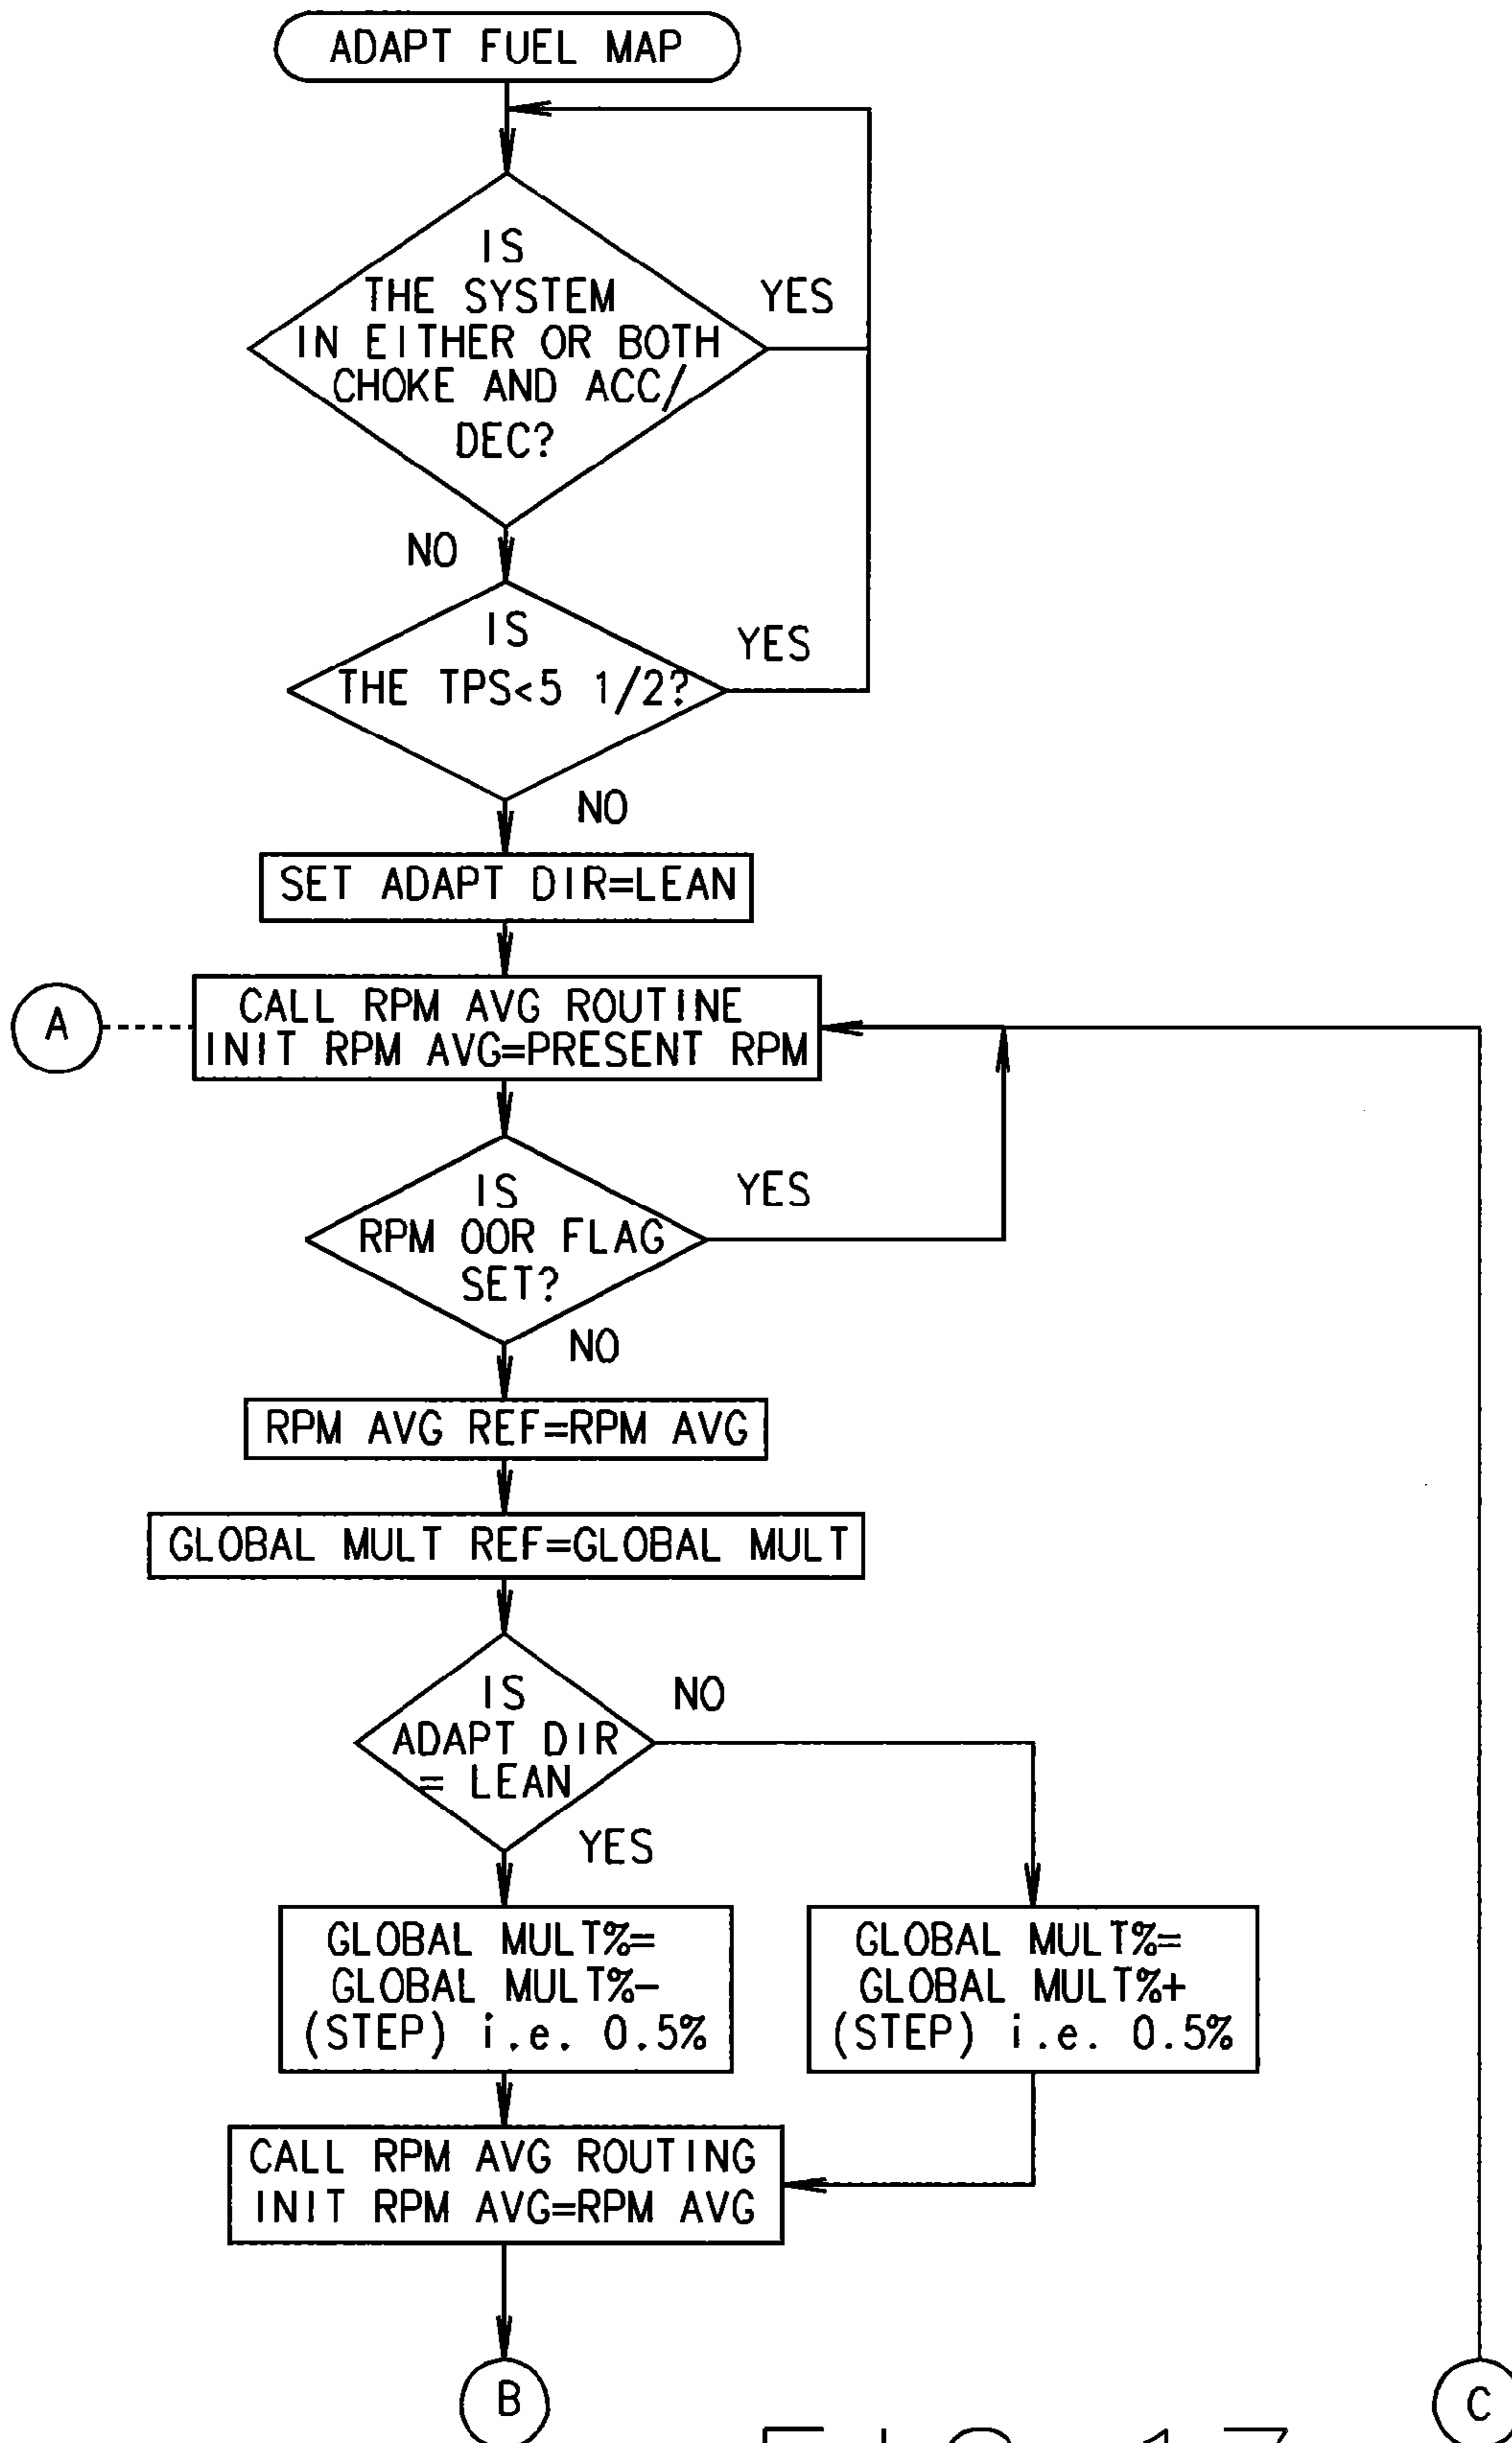 ADAPT FUEL MAP
IS
THE SYSTEM
IN EITHER OR BOTH
CHOKE AND ACC/
DEC?
YES
NO
IS
THE TPS<5 1/2?
YES
NO
SET ADAPT DIR=LEAN
A
CALL RPM AVG ROUTINE
INIT RPM AVG=PRESENT RPM
IS
RPM OOR FLAG
SET?
YES
NO
RPM AVG REF=RPM AVG
GLOBAL MULT REF=GLOBAL MULT
IS
ADAPT DIR
= LEAN
NO
YES
GLOBAL MULT%=
GLOBAL MULT%-
(STEP) i.e. 0.5%
GLOBAL MULT%=
GLOBAL MULT%+
(STEP) i.e. 0.5%
CALL RPM AVG ROUTING
INIT RPM AVG=RPM AVG
B
C